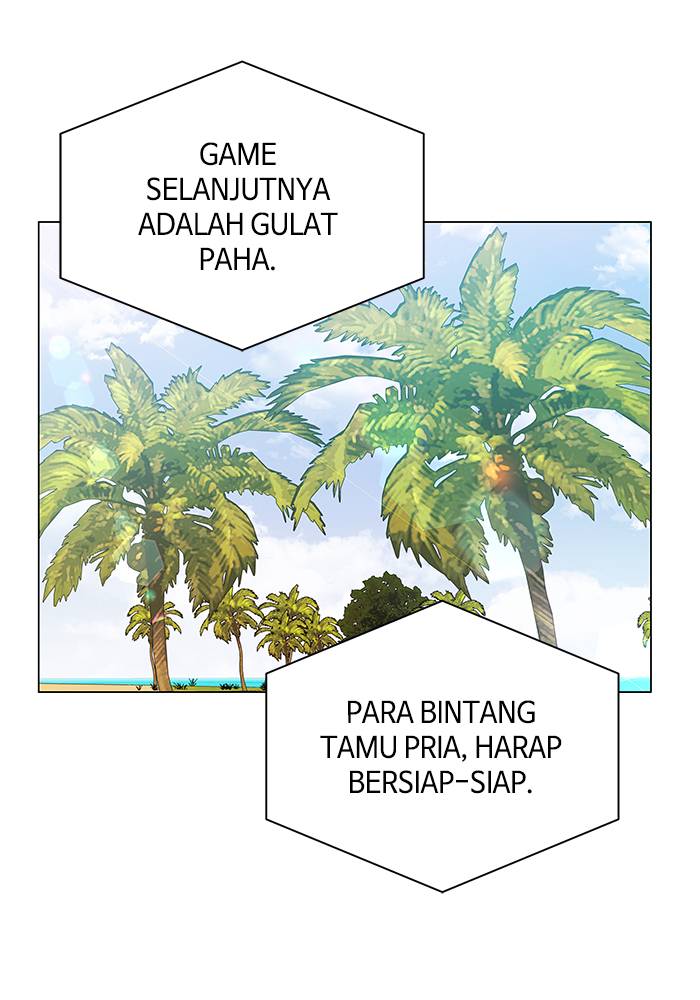 GAME
SELANJUTNYA
ADALAH GULAT
PAHA.
PARA BINTANG
TAMU PRIA, HARAP
BERSIAP-SIAP.